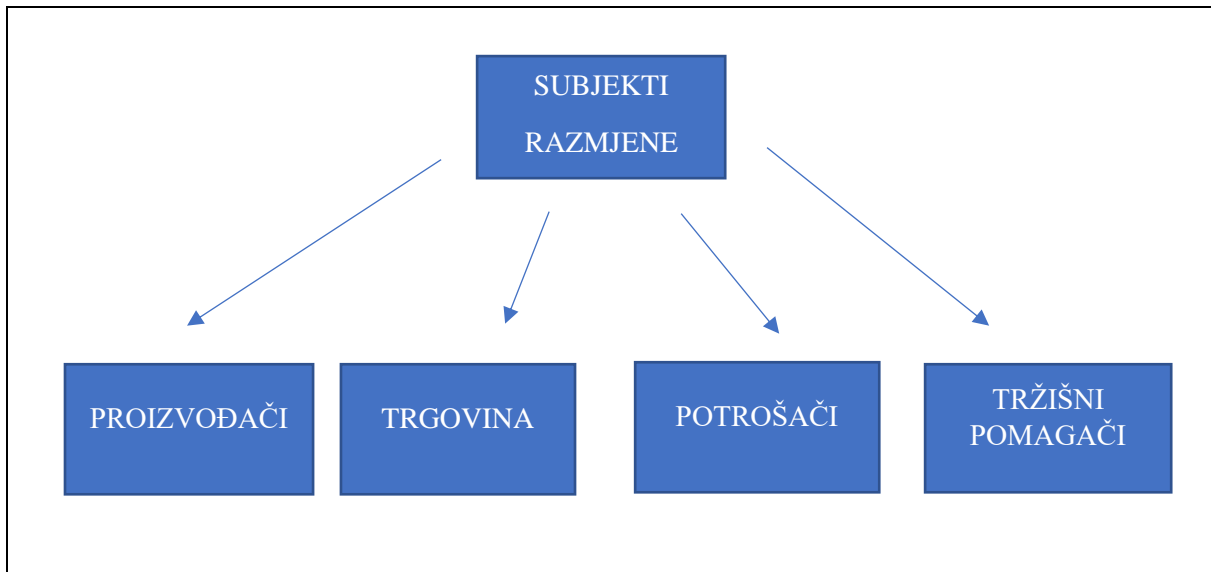 SUBJEKTI
RAZMJENE
PROIZVOĐAČI
TRGOVINA
POTROŠAČI
TRŽIŠNI
POMAGAČI